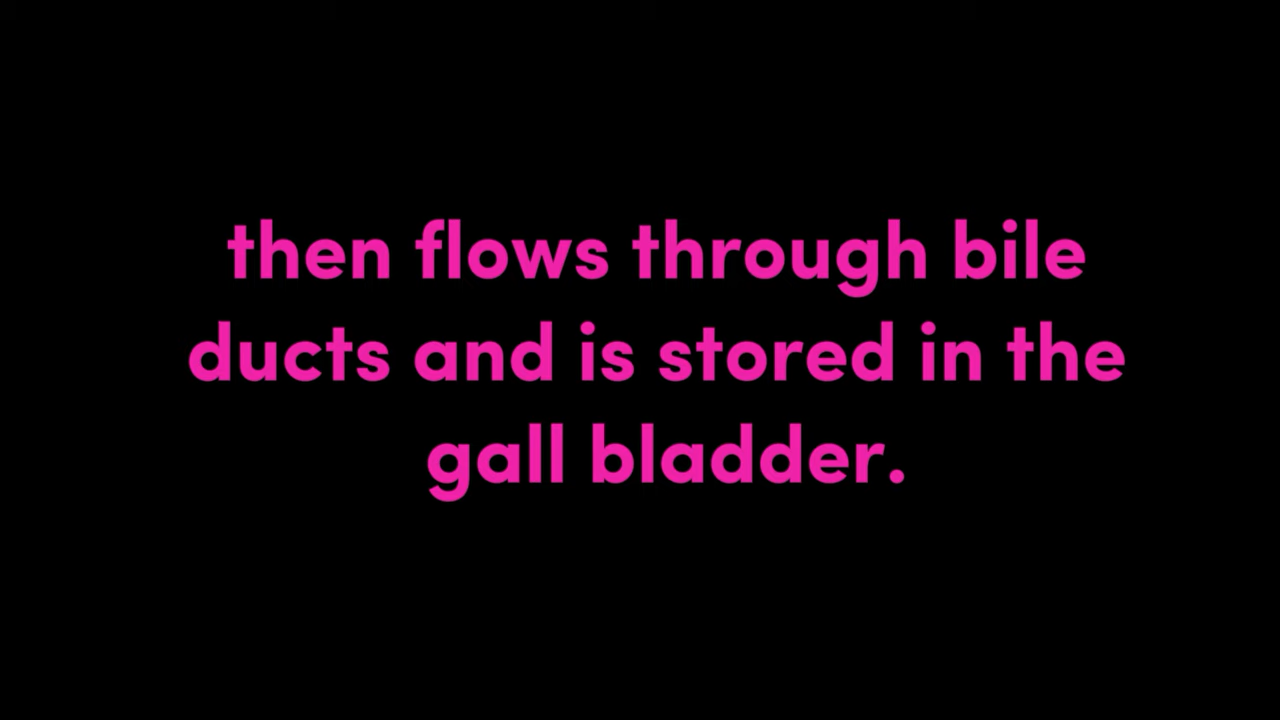 then flows through bile
ducts and is stored in the
gall bladder.